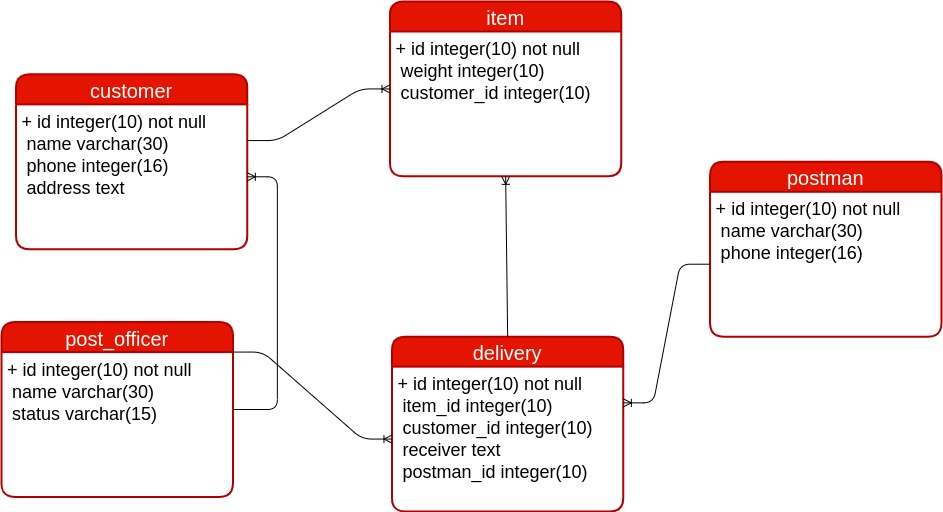 item
+ id integer(10) not null
weight integer(10)
customer_id integer(10)
customer
+ id integer(10) not null
name varchar(30)
phone integer(16)
address text
postman
+ id integer(10) not null
name varchar(30)
phone integer(16)
post_officer
+ id integer(10) not null
name varchar(30)
status varchar(15)
delivery
+ id integer(10) not null
item_id integer(10)
customer_id integer(10)
receiver text
postman_id integer(10)